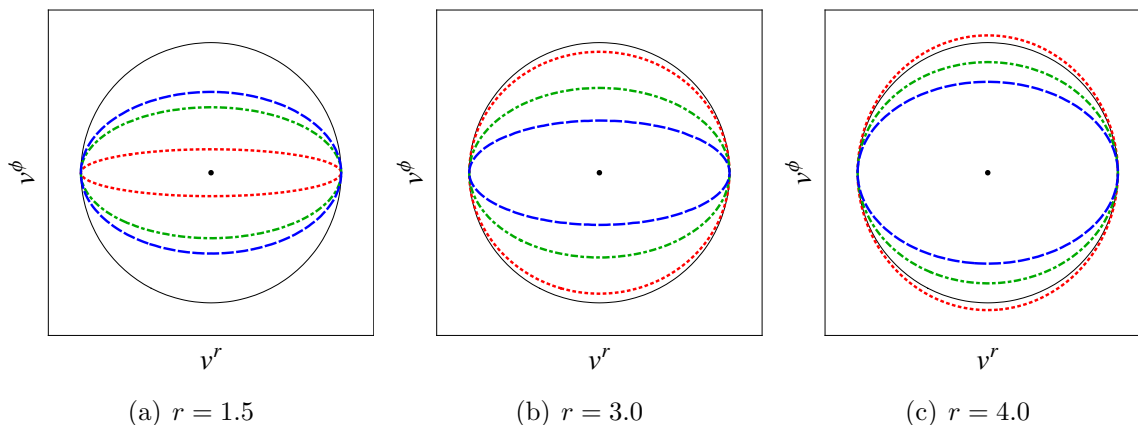 v^ϕ
v^r
(a) r = 1.5
v^ϕ
v^r
(b) r = 3.0
v^ϕ
v^r
(c) r = 4.0